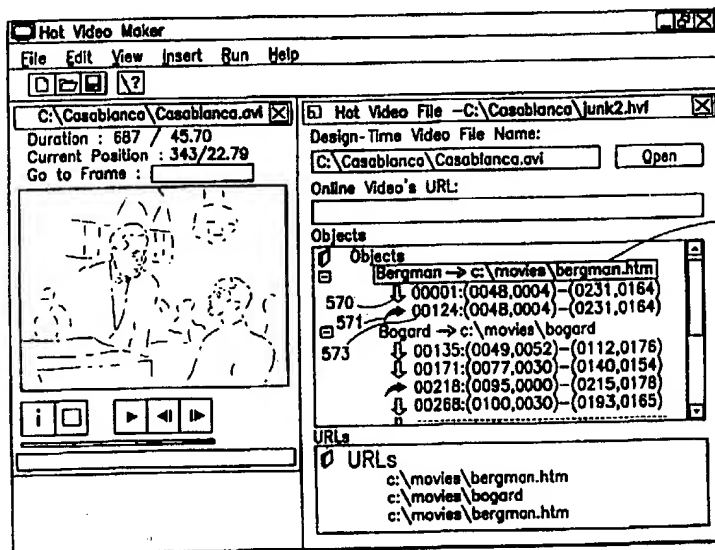 Hot Video Maker
File Edit View Insert Run Help
\?
C:\Casablanca\Casablanca.avi
Duration : 687 / 45.70
Current Position : 343/22.79
Go to Frame :
i
Hot Video File -C:\Casablanca\junk2.hvf
Design-Time Video File Name:
C:\Casablanca\Casablanca.avi Open
Online Video's URL:
Objects
Objects
Bergman → c:\movies\bergman.htm
570 00001:(0048,0004)-(0231,0164)
571 00124:(0048,0004)-(0231,0164)
573 Bogard → c:\movies\bogard
00135:(0049,0052)-(0112,0176)
00171:(0077,0030)-(0140,0154)
00218:(0095,0000)-(0215,0178)
00268:(0100,0030)-(0193,0165)
URLs
URLs
c:\movies\bergman.htm
c:\movies\bogard
c:\movies\bergman.htm